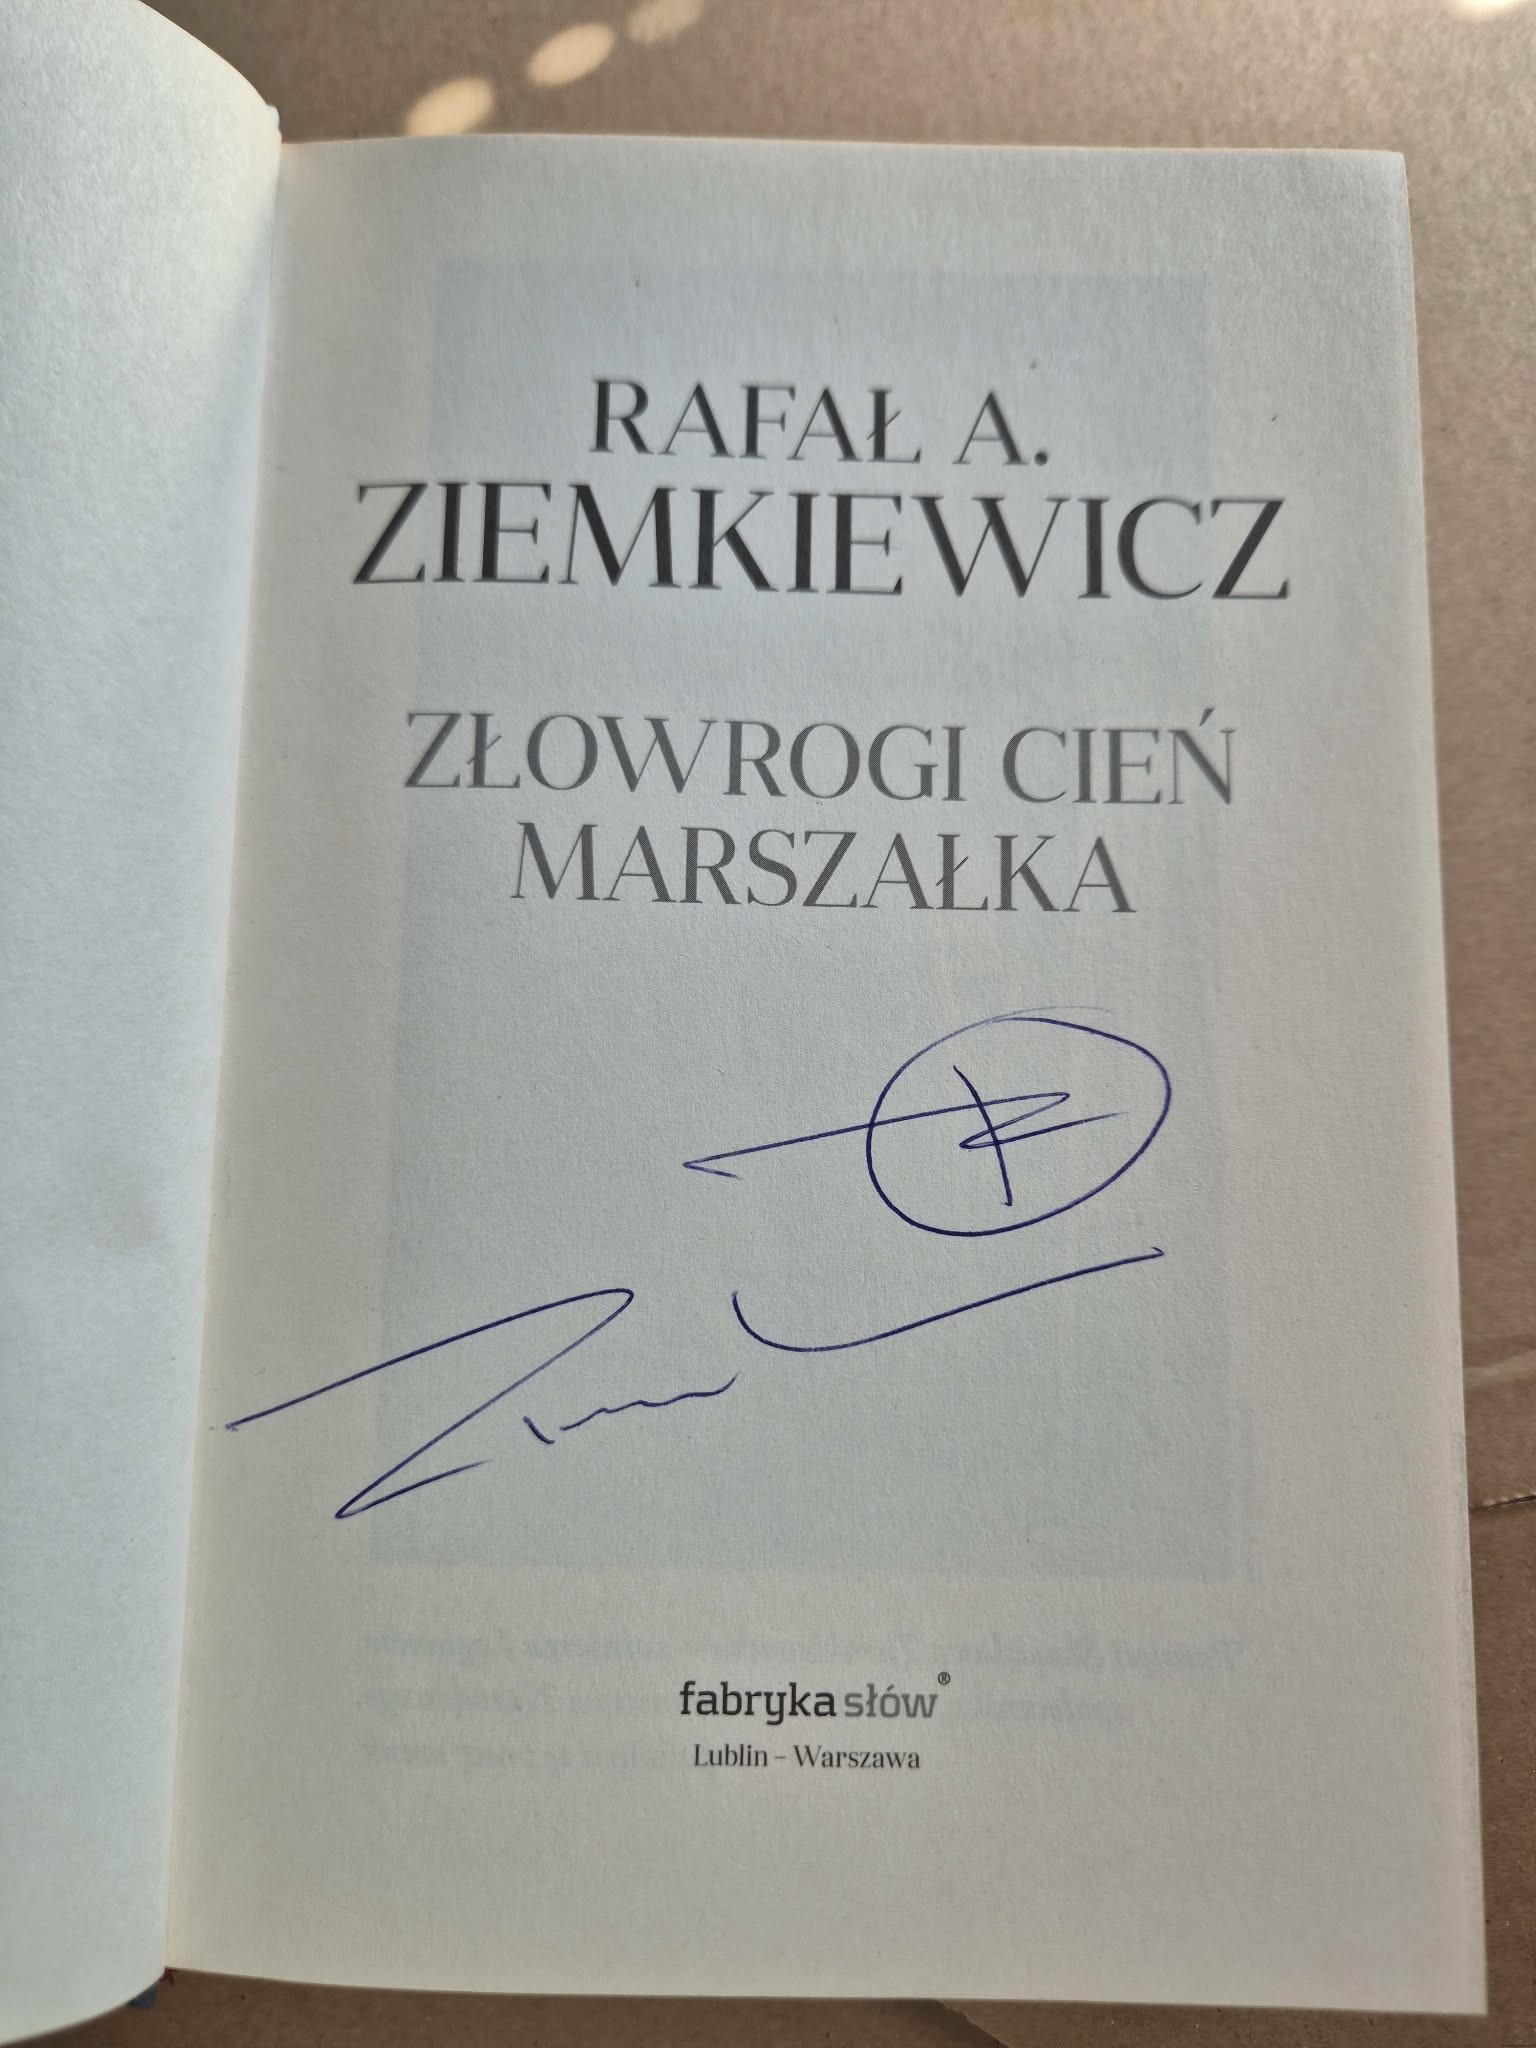 RAFAŁ A.
ZIEMKIEWICZ
ZŁOWROGI CIEŃ
MARSZAŁKA
fabryka słów®
Lublin – Warszawa